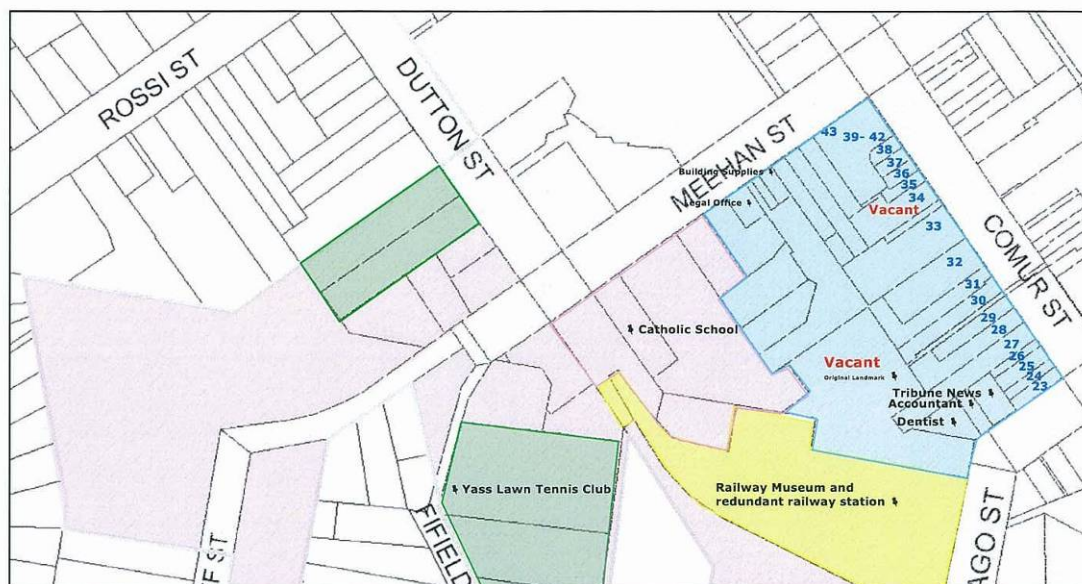 ROSSI ST
DUTTON ST
MEEHAN ST
COMUR ST
43
39- 42
38
37
36
35
34
Vacant
33
32
31
30
29
28
27
26
25
24
23
Building Supplies
Legal Office
Catholic School
Vacant
Original Landmark
Tribune News
Accountant
Dentist
Yass Lawn Tennis Club
Railway Museum and
redundant railway station
FIFIELD
F ST
AGO ST